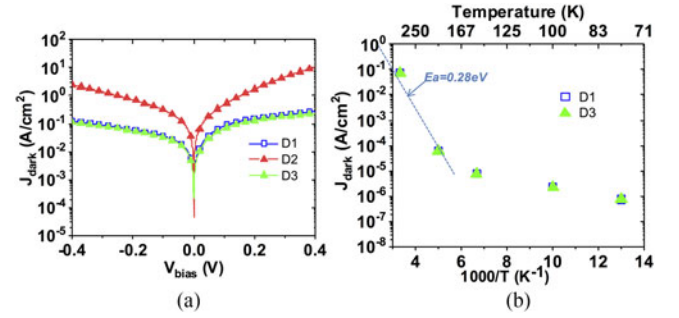 Temperature (K)
250 167 125 100 83 71
J_dark (A/cm²)
10²
10¹
10⁰
10⁻¹
10⁻²
10⁻³
10⁻⁴
10⁻⁵
D1
D2
D3
-0.4 -0.2 0.0 0.2 0.4
V_bias (V)
(a)
J_dark (A/cm²)
10⁰
10⁻¹
10⁻²
10⁻³
10⁻⁴
10⁻⁵
10⁻⁶
10⁻⁷
10⁻⁸
Ea=0.28eV
D1
D3
4 6 8 10 12 14
1000/T (K⁻¹)
(b)